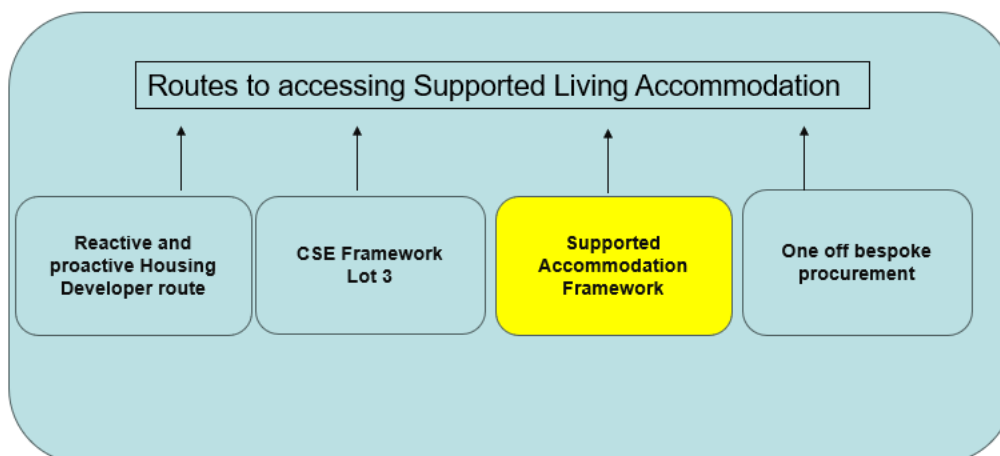 Routes to accessing Supported Living Accommodation
Reactive and
proactive Housing
Developer route
CSE Framework
Lot 3
Supported
Accommodation
Framework
One off bespoke
procurement